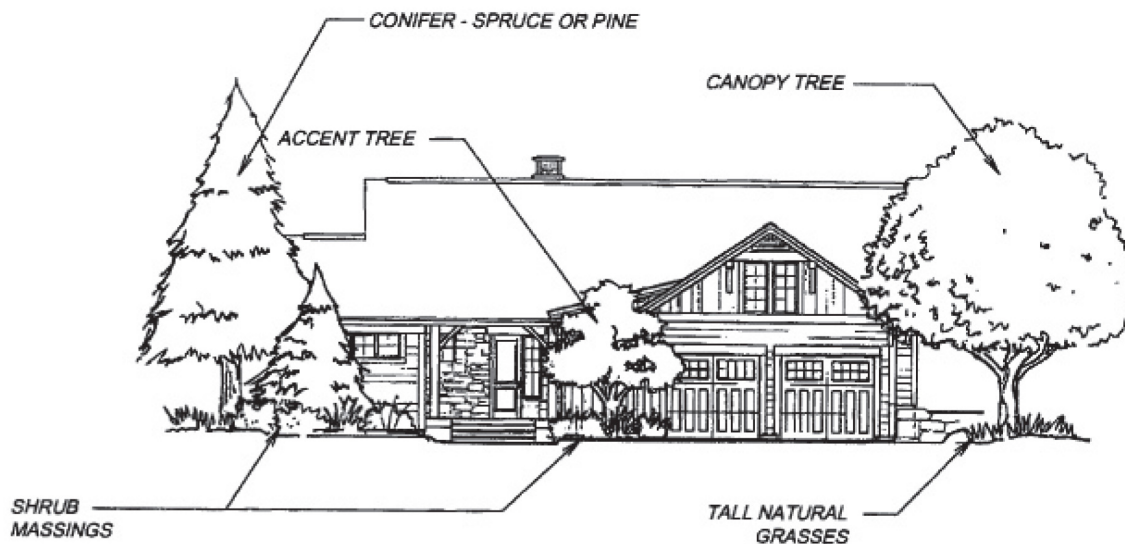 CONIFER - SPRUCE OR PINE
CANOPY TREE
ACCENT TREE
SHRUB
MASSINGS
TALL NATURAL
GRASSES